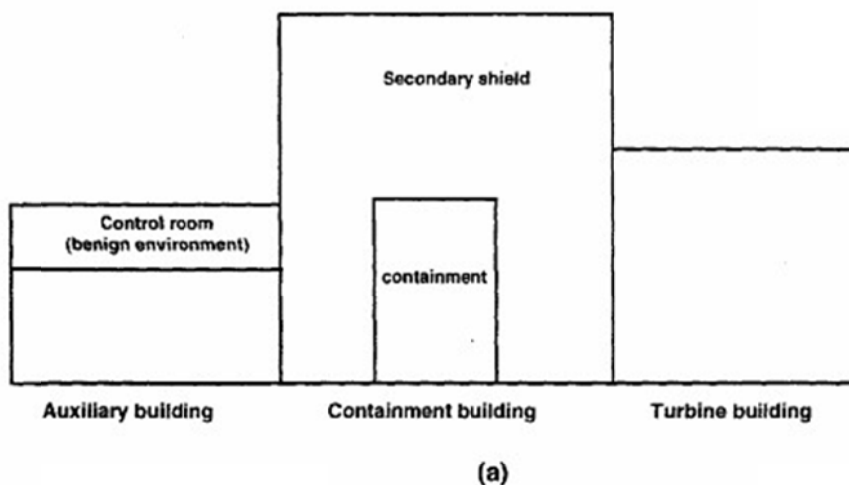 Secondary shield
Control room
(benign environment)
containment
Auxiliary building
Containment building
Turbine building
(a)